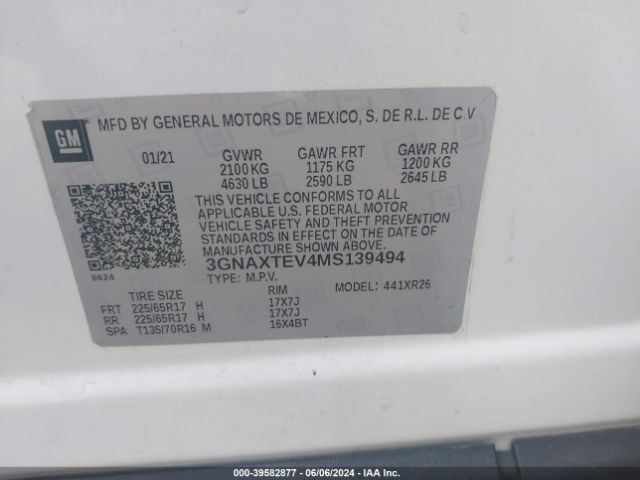 GM
MFD BY GENERAL MOTORS DE MEXICO, S. DE R.L. DE C.V
01/21 GVWR GAWR FRT GAWR RR
2100 KG 1175 KG 1200 KG
4630 LB 2590 LB 2645 LB
THIS VEHICLE CONFORMS TO ALL
APPLICABLE U.S. FEDERAL MOTOR
VEHICLE SAFETY AND THEFT PREVENTION
STANDARDS IN EFFECT ON THE DATE OF
MANUFACTURE SHOWN ABOVE.
3GNAXTEV4MS139494
8624
TYPE: M.P.V. MODEL: 441XR26
TIRE SIZE RIM
FRT 225/65R17 H 17X7J
RR 225/65R17 H 17X7J
SPA T135/70R16 M 16X4BT
000-39582877 - 06/06/2024 - IAA Inc.